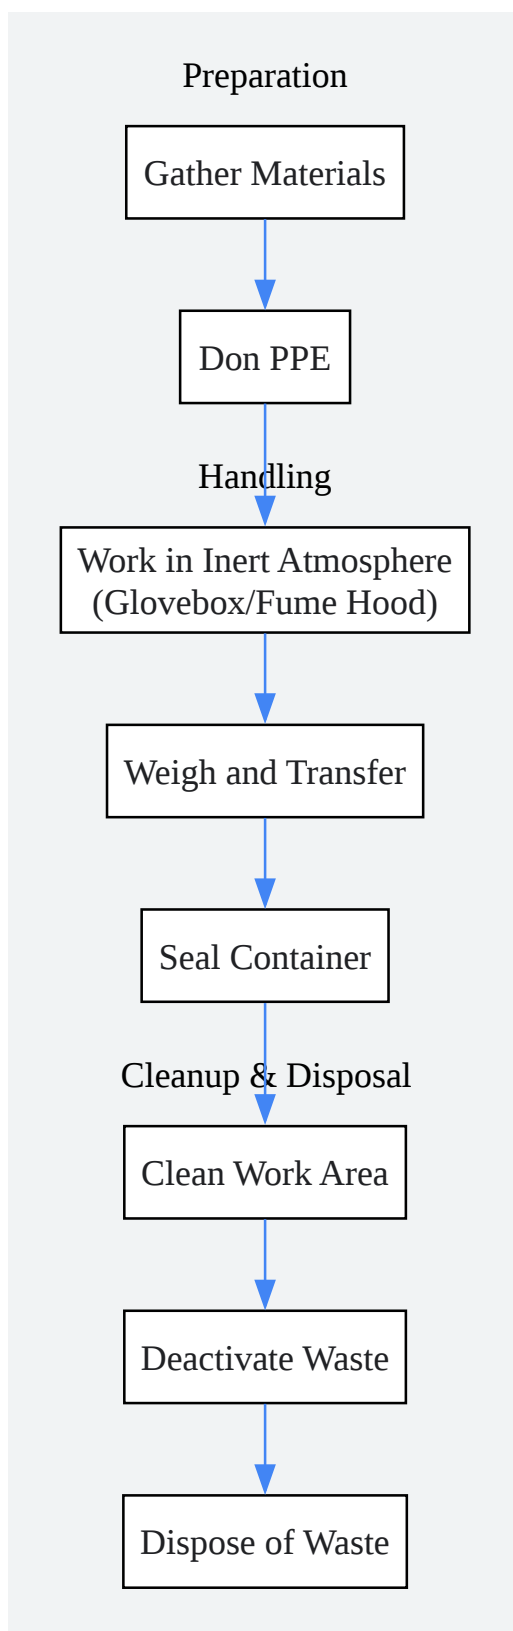 Preparation
Gather Materials
Don PPE
Handling
Work in Inert Atmosphere
(Glovebox/Fume Hood)
Weigh and Transfer
Seal Container
Cleanup & Disposal
Clean Work Area
Deactivate Waste
Dispose of Waste